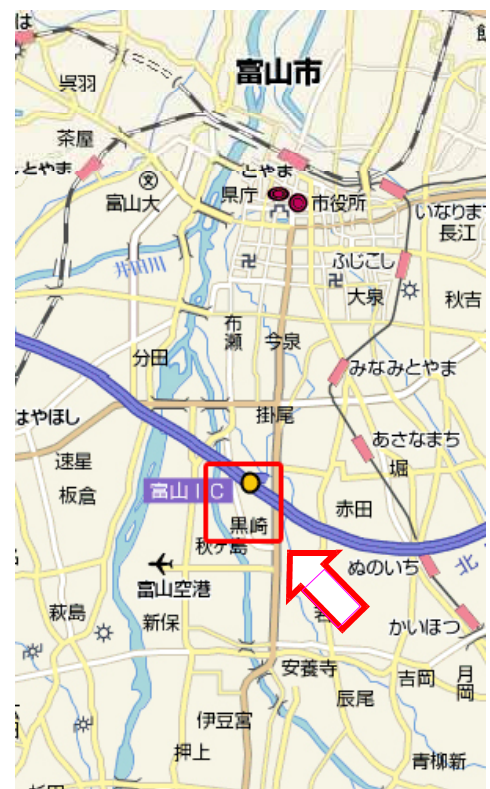 は
呉羽
富山市
茶屋
とやま
とやま
県庁
市役所
富山大
いなりま
長江
井田川
ふじこし
大泉
秋吉
布瀬
今泉
分田
みなみとやま
はやほし
掛尾
あさなまち
堀
速星
板倉
富山IC
赤田
黒崎
秋ヶ島
ぬのいち
北
富山空港
萩島
新保
かいほつ
安養寺
吉岡
月岡
辰尾
伊豆宮
押上
青柳新